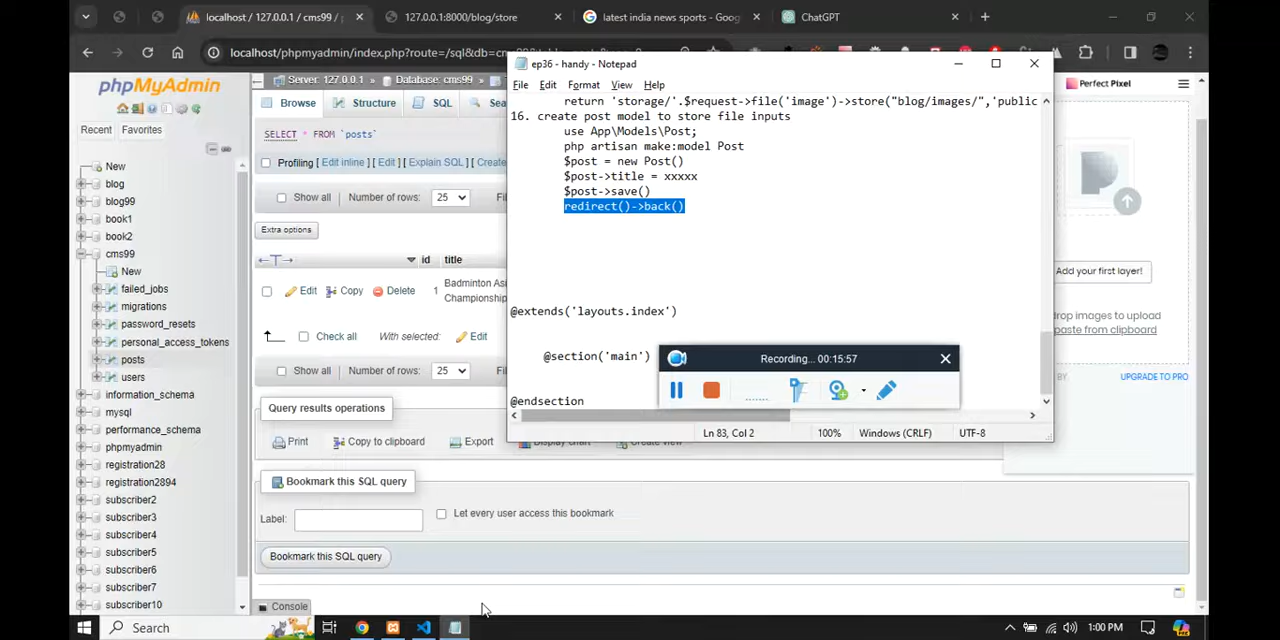 localhost / 127.0.0.1 / cms99 / p
127.0.0.1:8000/blog/store
latest india news sports - Goog
ChatGPT
localhost/phpmyadmin/index.php?route=/sql&db=cm
phpMyAdmin
Recent
Favorites
New
blog
blog99
book1
book2
cms99
New
failed_jobs
migrations
password_resets
personal_access_tokens
posts
users
information_schema
mysql
performance_schema
phpmyadmin
registration28
registration2894
subscriber2
subscriber3
subscriber4
subscriber5
subscriber6
subscriber7
subscriber10
Server: 127.0.0.1 »
Database: cms99
Browse
Structure
SQL
Sea
SELECT * FROM `posts`
Profiling [ Edit inline ] [ Edit ] [ Explain SQL ] [ Create
Show all
Number of rows:
25
Filt
Extra options
id
title
Edit
Copy
Delete
1
Badminton Asi
Championship
Check all
With selected:
Edit
Show all
Number of rows:
25
Query results operations
Print
Copy to clipboard
Export
Display chart
Create view
Bookmark this SQL query
Label:
Let every user access this bookmark
Bookmark this SQL query
Console
ep36 - handy - Notepad
File
Edit
Format
View
Help
return 'storage/'.$request->file('image')->store("blog/images/",'public
16. create post model to store file inputs
use App\Models\Post;
php artisan make:model Post
$post = new Post()
$post->title = xxxxx
$post->save()
redirect()->back()
@extends('layouts.index')
@section('main')
@endsection
Ln 83, Col 2
100%
Windows (CRLF)
UTF-8
Recording... 00:15:57
Perfect Pixel
Add your first layer!
drop images to upload
paste from clipboard
BY
UPGRADE TO PRO
Search
1:00 PM